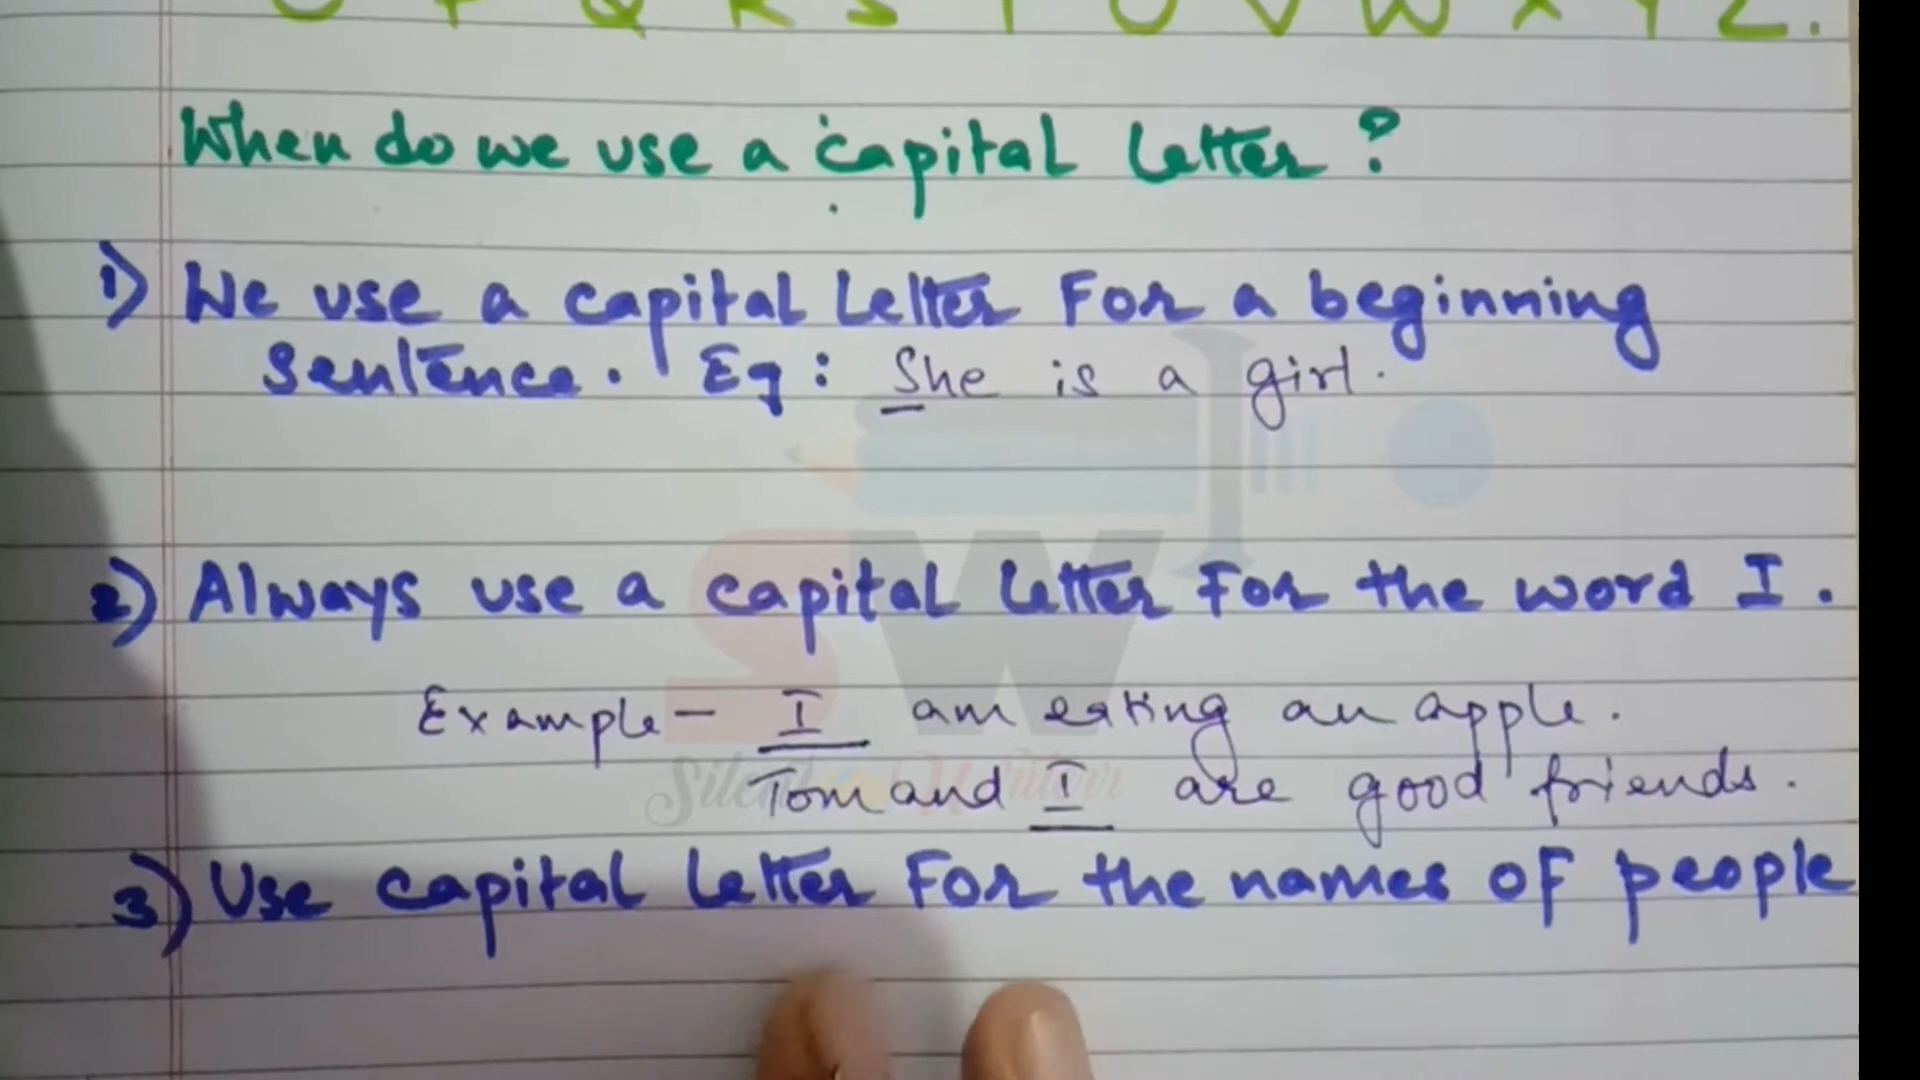 O P Q R S T U V W X Y Z.
When do we use a capital letter?
1) We use a capital letter For a beginning
sentence. Eg: She is a girl.
2) Always use a capital letter For the word I.
Example - I am eating an apple.
Tom and I are good friends.
3) Use capital letter For the names of people
SW